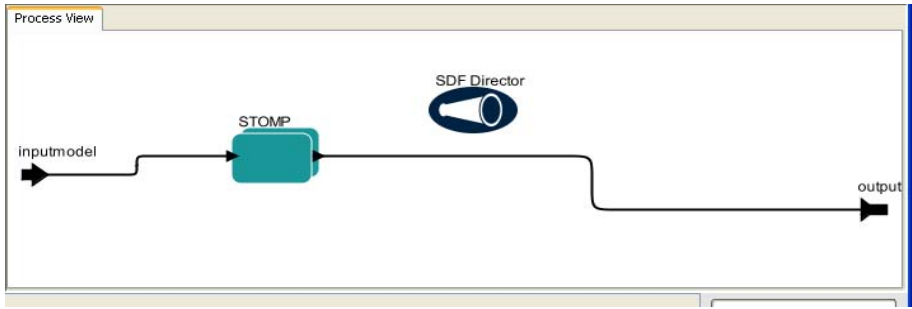 Process View
SDF Director
STOMP
inputmodel
output